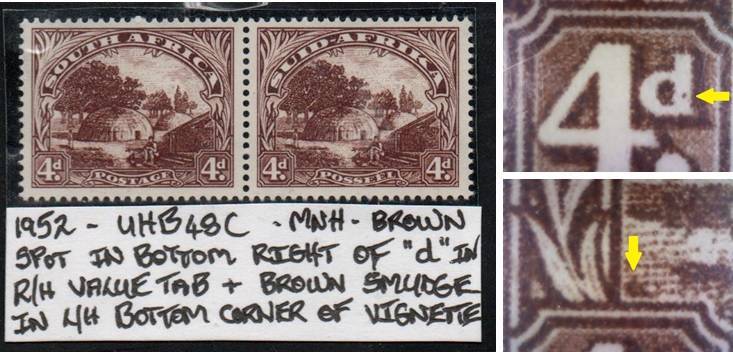 SOUTH AFRICA SUID-AFRIKA
4d. 4d. 4d. 4d.
POSTAGE POSSEEL
4d.
1952 - UHB48C - MNH - BROWN
SPOT IN BOTTOM RIGHT OF "d" IN
R/H VALUE TAB + BROWN SMUDGE
IN L/H BOTTOM CORNER OF VIGNETTE